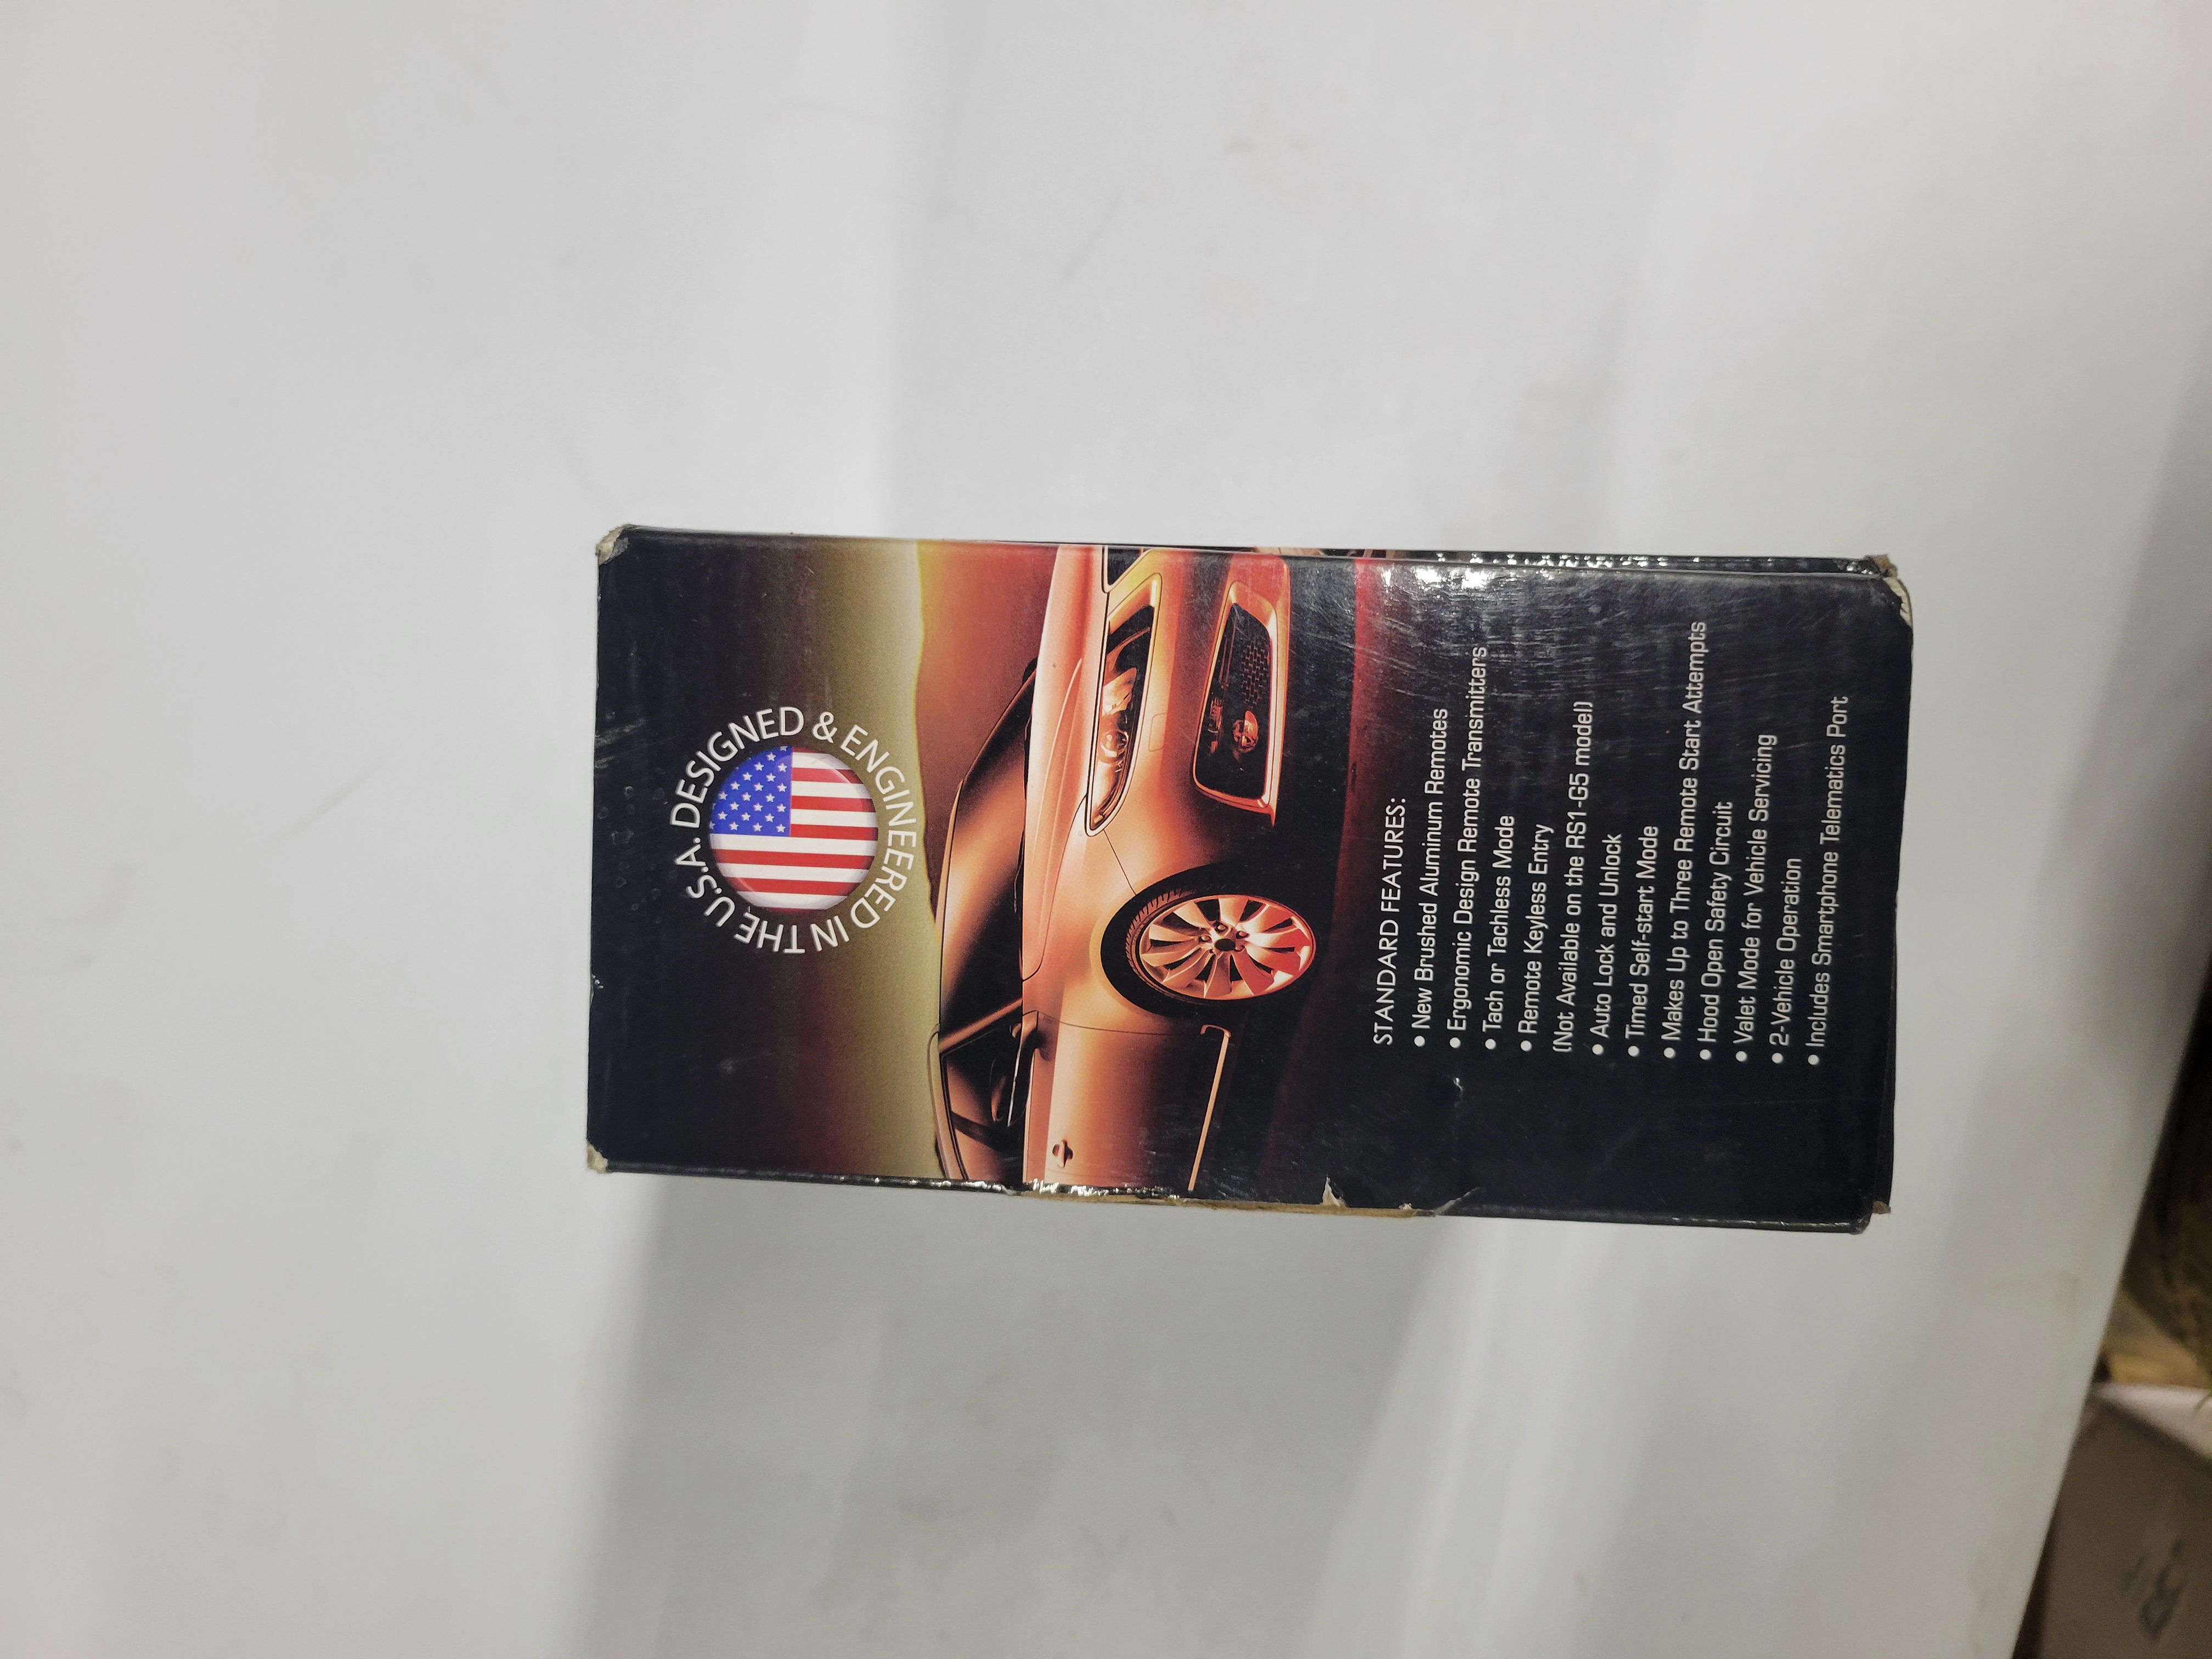 DESIGNED & ENGINEERED IN THE U.S.A.
STANDARD FEATURES:
• New Brushed Aluminum Remotes
• Ergonomic Design Remote Transmitters
• Tach or Tachless Mode
• Remote Keyless Entry
(Not Available on the RS1-G5 model)
• Auto Lock and Unlock
• Timed Self-start Mode
• Makes Up to Three Remote Start Attempts
• Hood Open Safety Circuit
• Valet Mode for Vehicle Servicing
• 2-Vehicle Operation
• Includes Smartphone Telematics Port